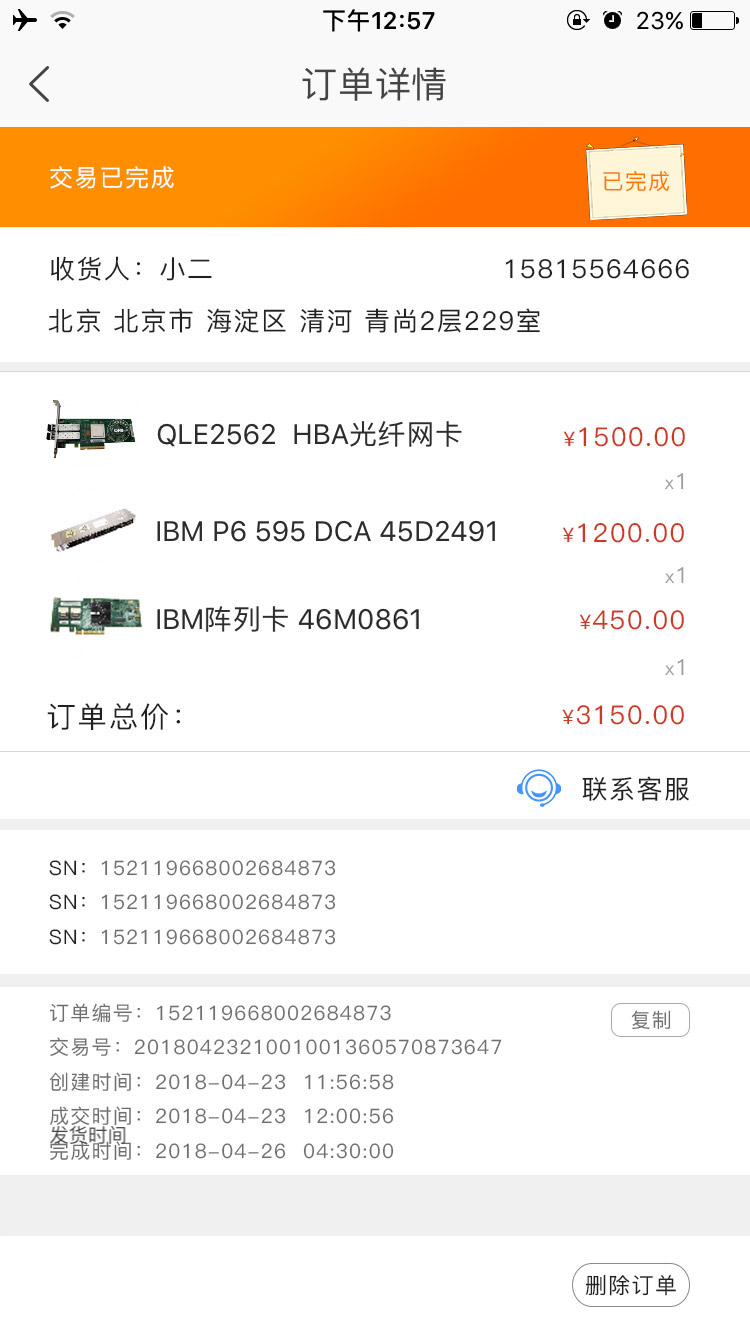 下午12:57
23%
订单详情
交易已完成
已完成
收货人：小二 15815564666
北京 北京市 海淀区 清河 青尚2层229室
QLE2562 HBA光纤网卡 ¥1500.00
x1
IBM P6 595 DCA 45D2491 ¥1200.00
x1
IBM阵列卡 46M0861 ¥450.00
x1
订单总价： ¥3150.00
联系客服
SN：152119668002684873
SN：152119668002684873
SN：152119668002684873
订单编号：152119668002684873 复制
交易号：2018042321001001360570873647
创建时间：2018-04-23 11:56:58
成交时间：2018-04-23 12:00:56
发货时间
完成时间：2018-04-26 04:30:00
删除订单